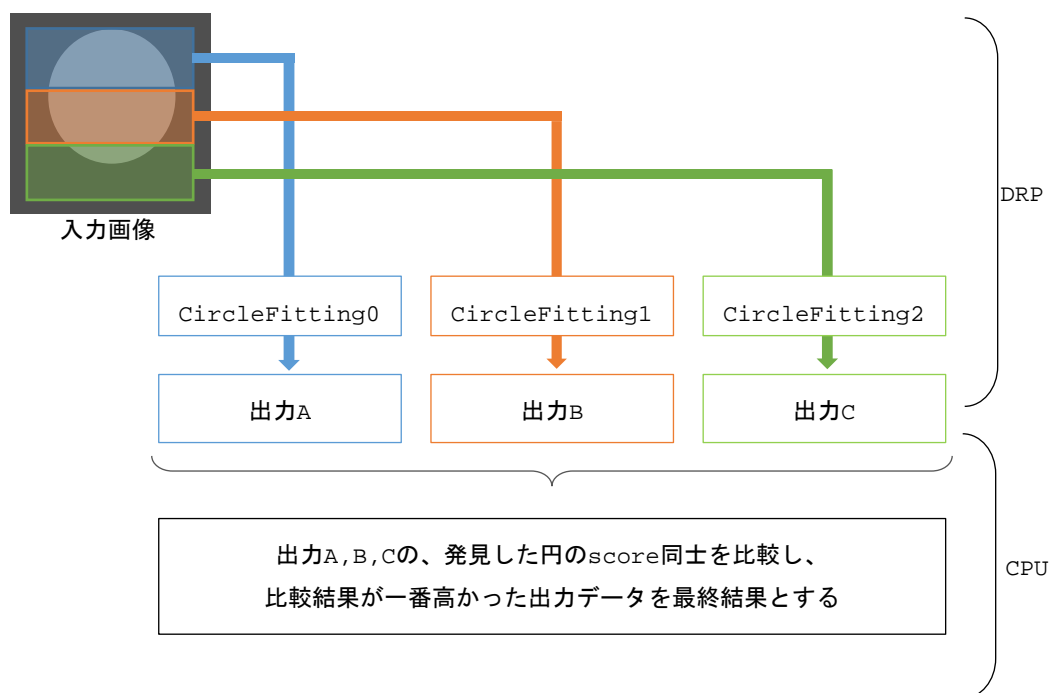 入力画像
DRP
CircleFitting0
CircleFitting1
CircleFitting2
出力A
出力B
出力C
出力A,B,Cの、発見した円のscore同士を比較し、
比較結果が一番高かった出力データを最終結果とする
CPU